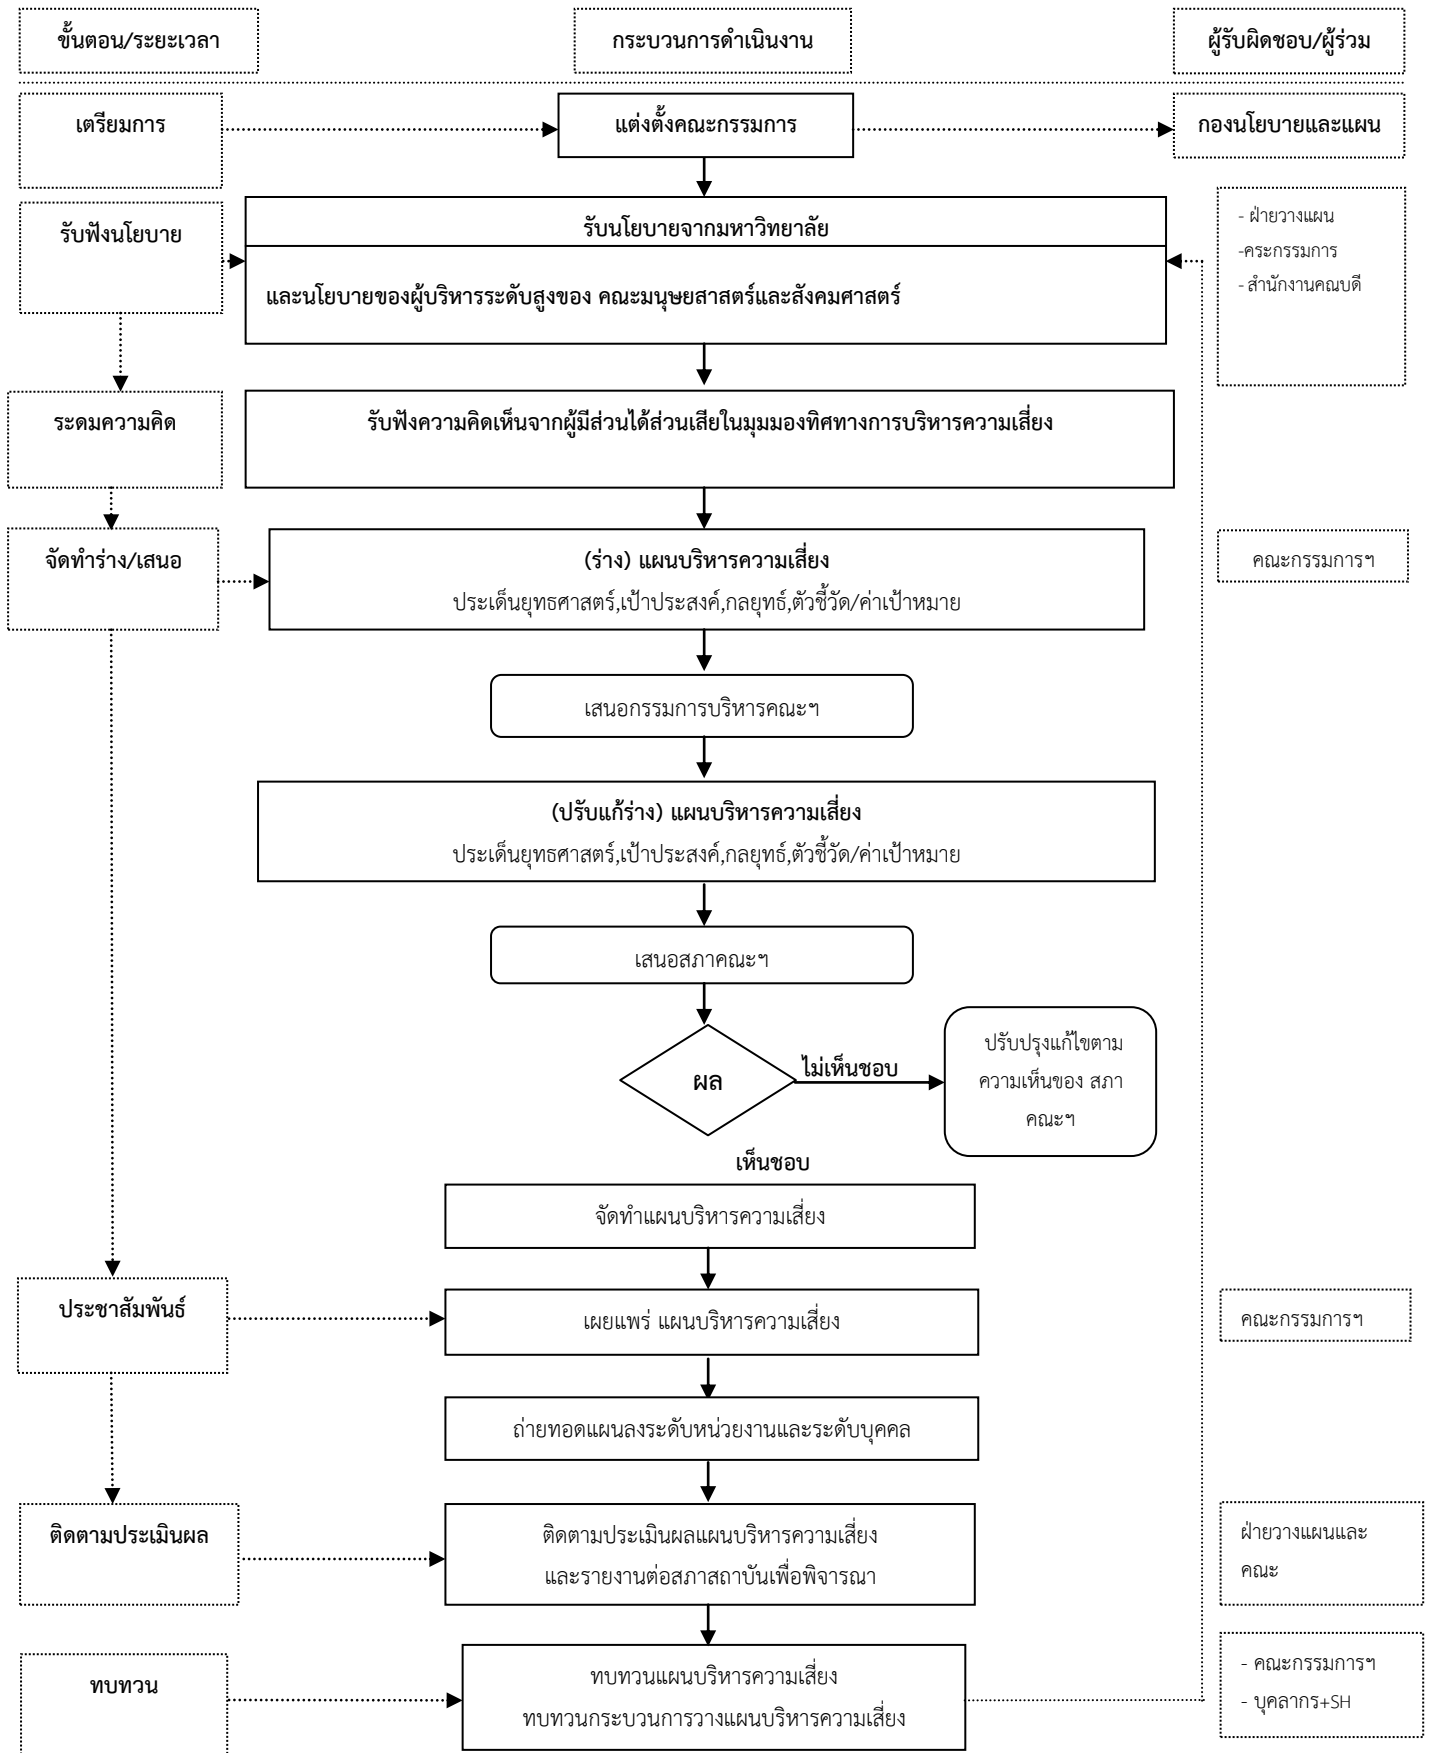 ขั้นตอน/ระยะเวลา
กระบวนการดำเนินงาน
ผู้รับผิดชอบ/ผู้ร่วม
เตรียมการ
แต่งตั้งคณะกรรมการ
กองนโยบายและแผน
รับฟังนโยบาย
รับนโยบายจากมหาวิทยาลัย
และนโยบายของผู้บริหารระดับสูงของ คณะมนุษยสาสตร์และสังคมศาสตร์
- ฝ่ายวางแผน
-คระกรรมการ
- สำนักงานคณบดี
ระดมความคิด
รับฟังความคิดเห็นจากผู้มีส่วนได้ส่วนเสียในมุมมองทิศทางการบริหารความเสี่ยง
จัดทำร่าง/เสนอ
(ร่าง) แผนบริหารความเสี่ยง
ประเด็นยุทธศาสตร์,เป้าประสงค์,กลยุทธ์,ตัวชี้วัด/ค่าเป้าหมาย
คณะกรรมการฯ
เสนอกรรมการบริหารคณะฯ
(ปรับแก้ร่าง) แผนบริหารความเสี่ยง
ประเด็นยุทธศาสตร์,เป้าประสงค์,กลยุทธ์,ตัวชี้วัด/ค่าเป้าหมาย
เสนอสภาคณะฯ
ผล
ไม่เห็นชอบ
ปรับปรุงแก้ไขตาม
ความเห็นของ สภา
คณะฯ
เห็นชอบ
จัดทำแผนบริหารความเสี่ยง
ประชาสัมพันธ์
เผยแพร่ แผนบริหารความเสี่ยง
คณะกรรมการฯ
ถ่ายทอดแผนลงระดับหน่วยงานและระดับบุคคล
ติดตามประเมินผล
ติดตามประเมินผลแผนบริหารความเสี่ยง
และรายงานต่อสภาสถาบันเพื่อพิจารณา
ฝ่ายวางแผนและ
คณะ
ทบทวน
ทบทวนแผนบริหารความเสี่ยง
ทบทวนกระบวนการวางแผนบริหารความเสี่ยง
- คณะกรรมการฯ
- บุคลากร+SH